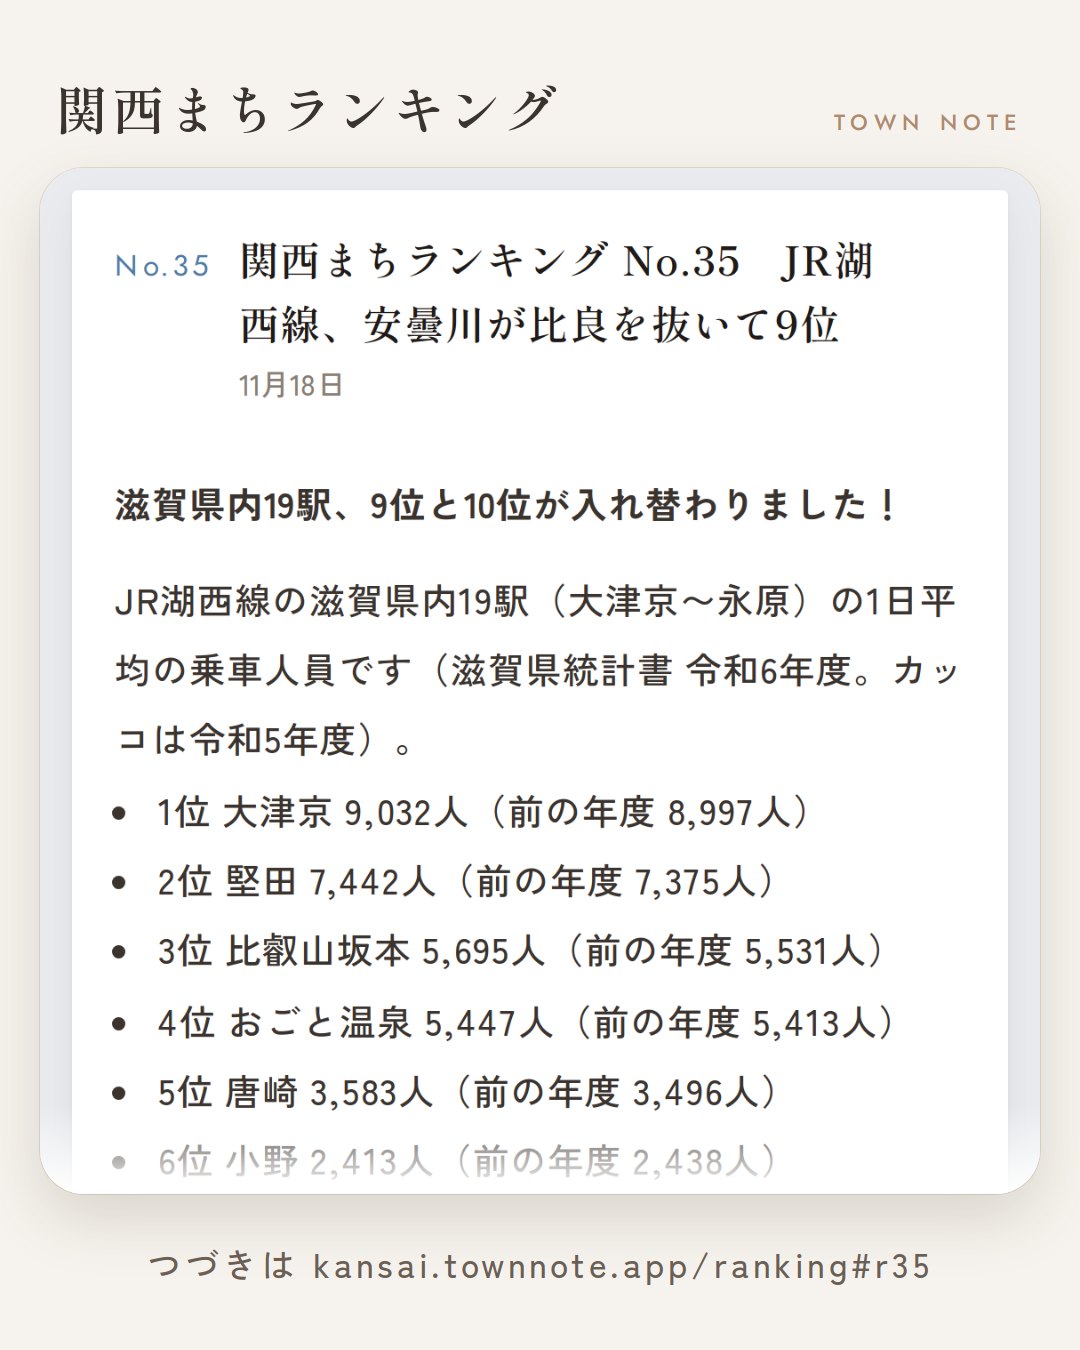 関西まちランキング
TOWN NOTE
No.35
関西まちランキング No.35　JR湖
西線、安曇川が比良を抜いて9位
11月18日
滋賀県内19駅、9位と10位が入れ替わりました！
JR湖西線の滋賀県内19駅（大津京～永原）の1日平
均の乗車人員です（滋賀県統計書 令和6年度。カッ
コは令和5年度）。
• 1位 大津京 9,032人（前の年度 8,997人）
• 2位 堅田 7,442人（前の年度 7,375人）
• 3位 比叡山坂本 5,695人（前の年度 5,531人）
• 4位 おごと温泉 5,447人（前の年度 5,413人）
• 5位 唐崎 3,583人（前の年度 3,496人）
• 6位 小野 2,413人（前の年度 2,438人）
つづきは kansai.townnote.app/ranking#r35